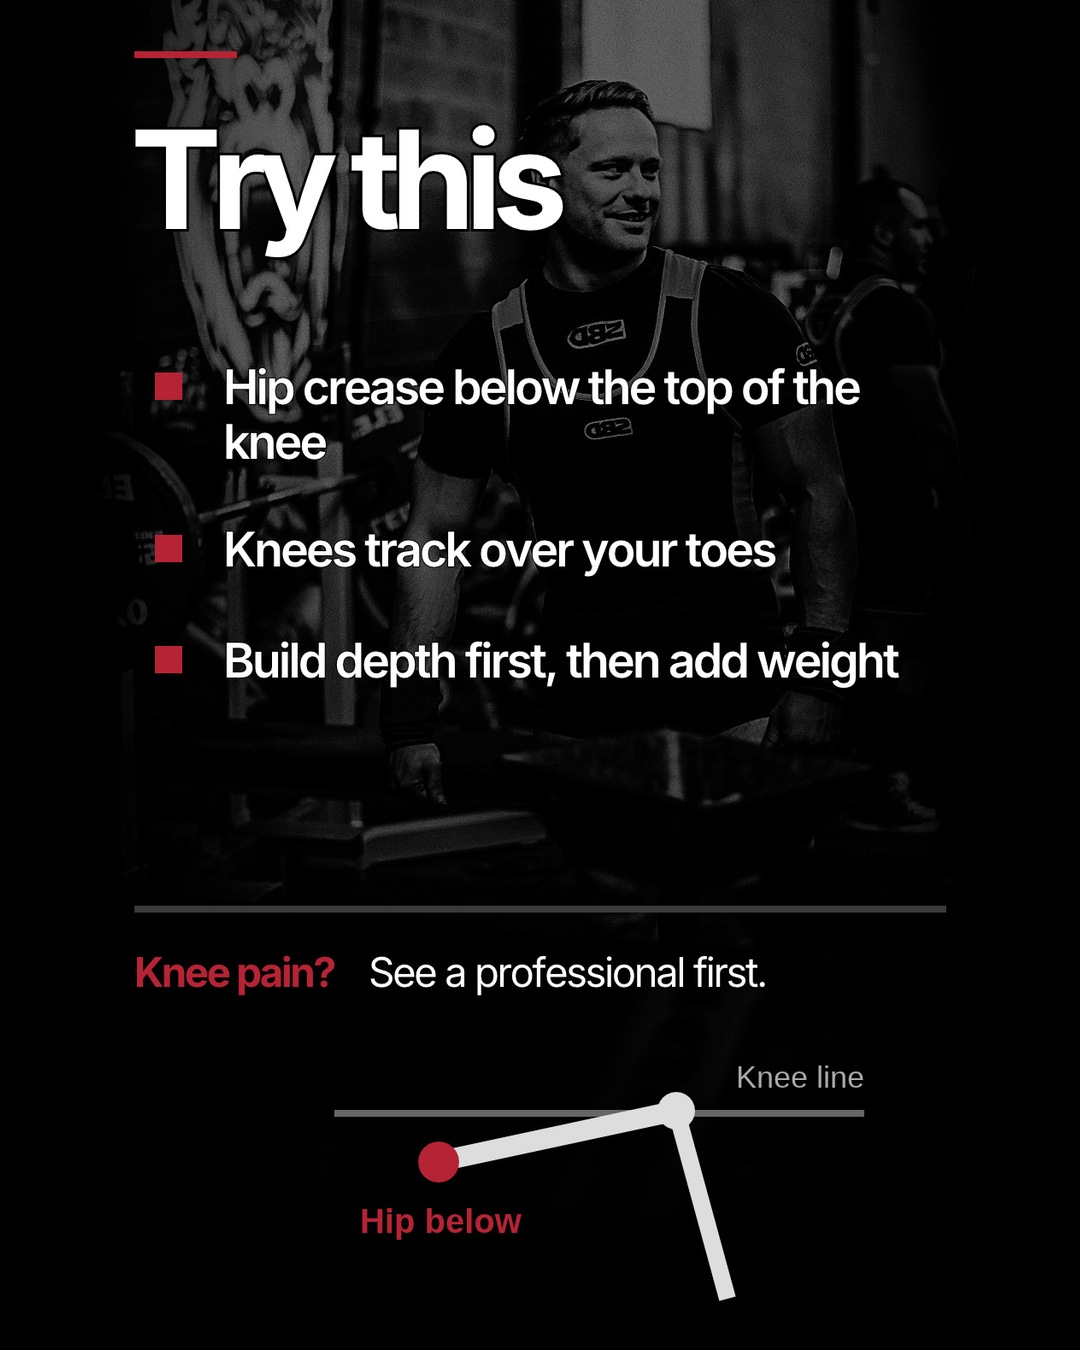 Try this
Hip crease below the top of the
knee
Knees track over your toes
Build depth first, then add weight
Knee pain? See a professional first.
Knee line
Hip below